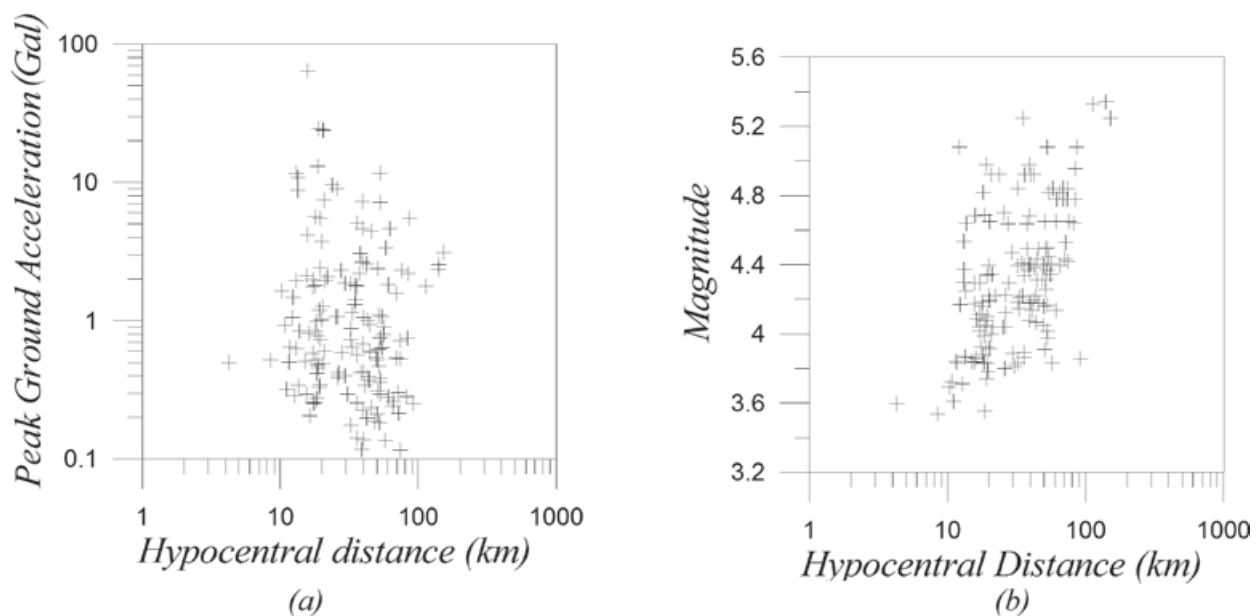 Peak Ground Acceleration (Gal)
100
10
1
0.1
1 10 100 1000
Hypocentral distance (km)
(a)
Magnitude
5.6
5.2
4.8
4.4
4
3.6
3.2
1 10 100 1000
Hypocentral Distance (km)
(b)